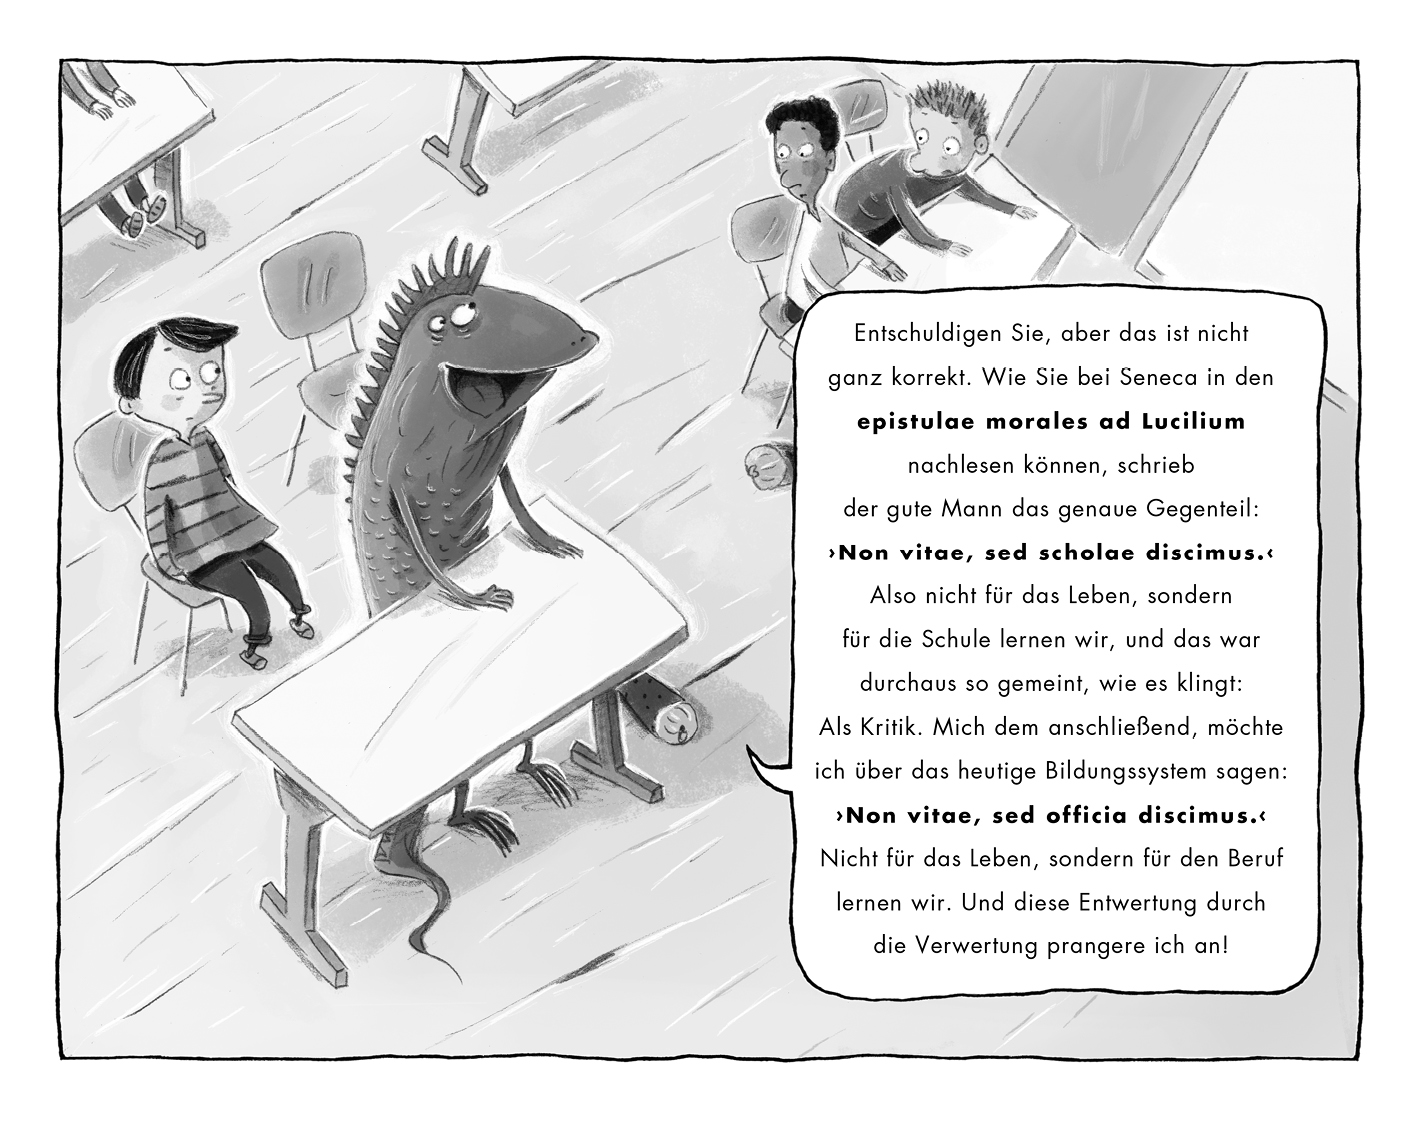 Entschuldigen Sie, aber das ist nicht
ganz korrekt. Wie Sie bei Seneca in den
epistulae morales ad Lucilium
nachlesen können, schrieb
der gute Mann das genaue Gegenteil:
›Non vitae, sed scholae discimus.‹
Also nicht für das Leben, sondern
für die Schule lernen wir, und das war
durchaus so gemeint, wie es klingt:
Als Kritik. Mich dem anschließend, möchte
ich über das heutige Bildungssystem sagen:
›Non vitae, sed officia discimus.‹
Nicht für das Leben, sondern für den Beruf
lernen wir. Und diese Entwertung durch
die Verwertung prangere ich an!